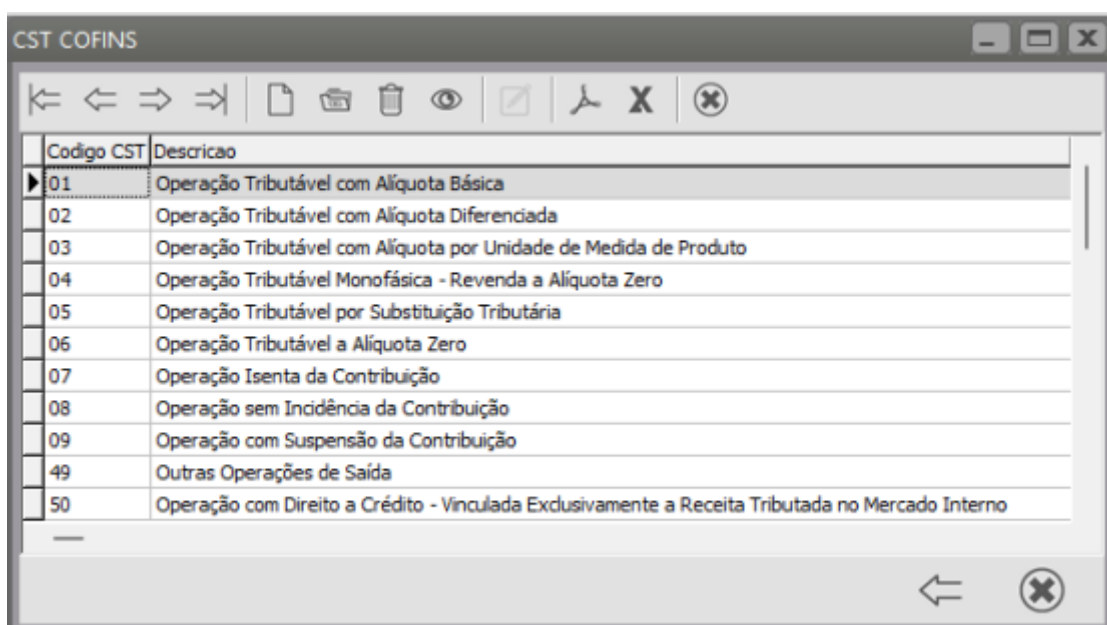 CST COFINS
Codigo CST Descricao
01 Operação Tributável com Alíquota Básica
02 Operação Tributável com Alíquota Diferenciada
03 Operação Tributável com Alíquota por Unidade de Medida de Produto
04 Operação Tributável Monofásica - Revenda a Alíquota Zero
05 Operação Tributável por Substituição Tributária
06 Operação Tributável a Alíquota Zero
07 Operação Isenta da Contribuição
08 Operação sem Incidência da Contribuição
09 Operação com Suspensão da Contribuição
49 Outras Operações de Saída
50 Operação com Direito a Crédito - Vinculada Exclusivamente a Receita Tributada no Mercado Interno